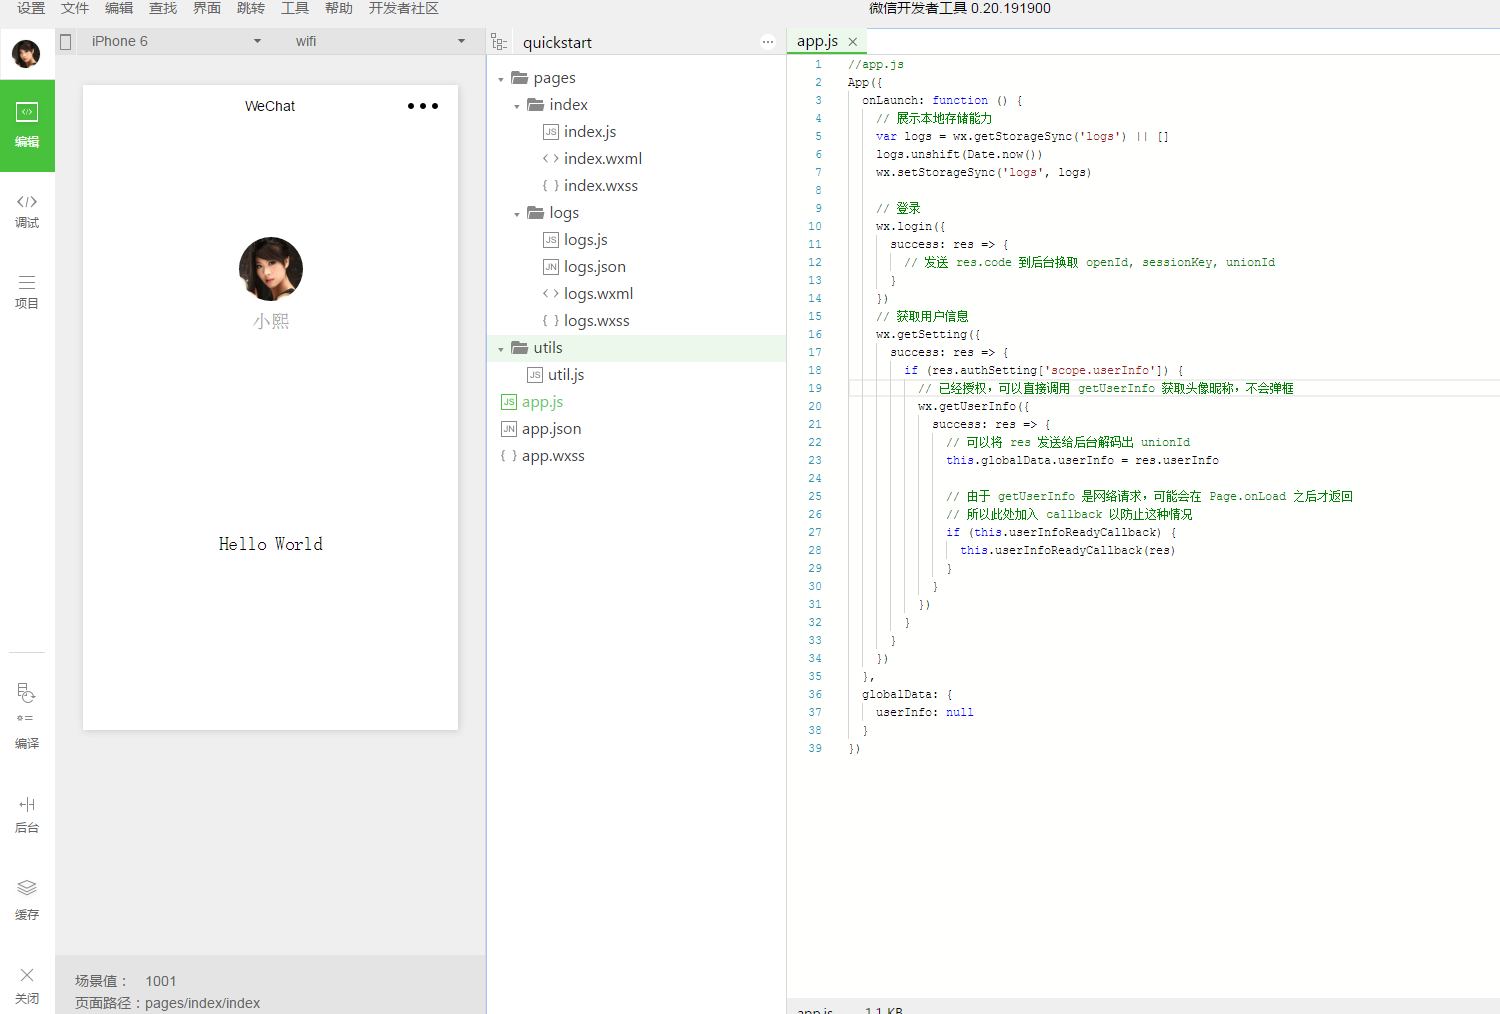 设置 文件 编辑 查找 界面 跳转 工具 帮助 开发者社区
微信开发者工具 0.20.191900
iPhone 6
wifi
编辑
调试
项目
编译
后台
缓存
关闭
WeChat
小熙
Hello World
场景值： 1001
页面路径：pages/index/index
quickstart
pages
index
JS index.js
<> index.wxml
{ } index.wxss
logs
JS logs.js
JN logs.json
<> logs.wxml
{ } logs.wxss
utils
JS util.js
JS app.js
JN app.json
{ } app.wxss
app.js ×
1 //app.js
2 App({
3 onLaunch: function () {
4 // 展示本地存储能力
5 var logs = wx.getStorageSync('logs') || []
6 logs.unshift(Date.now())
7 wx.setStorageSync('logs', logs)
8
9 // 登录
10 wx.login({
11 success: res => {
12 // 发送 res.code 到后台换取 openId, sessionKey, unionId
13 }
14 })
15 // 获取用户信息
16 wx.getSetting({
17 success: res => {
18 if (res.authSetting['scope.userInfo']) {
19 // 已经授权，可以直接调用 getUserInfo 获取头像昵称，不会弹框
20 wx.getUserInfo({
21 success: res => {
22 // 可以将 res 发送给后台解码出 unionId
23 this.globalData.userInfo = res.userInfo
24
25 // 由于 getUserInfo 是网络请求，可能会在 Page.onLoad 之后才返回
26 // 所以此处加入 callback 以防止这种情况
27 if (this.userInfoReadyCallback) {
28 this.userInfoReadyCallback(res)
29 }
30 }
31 })
32 }
33 }
34 })
35 },
36 globalData: {
37 userInfo: null
38 }
39 })
app.js 1.1 KB